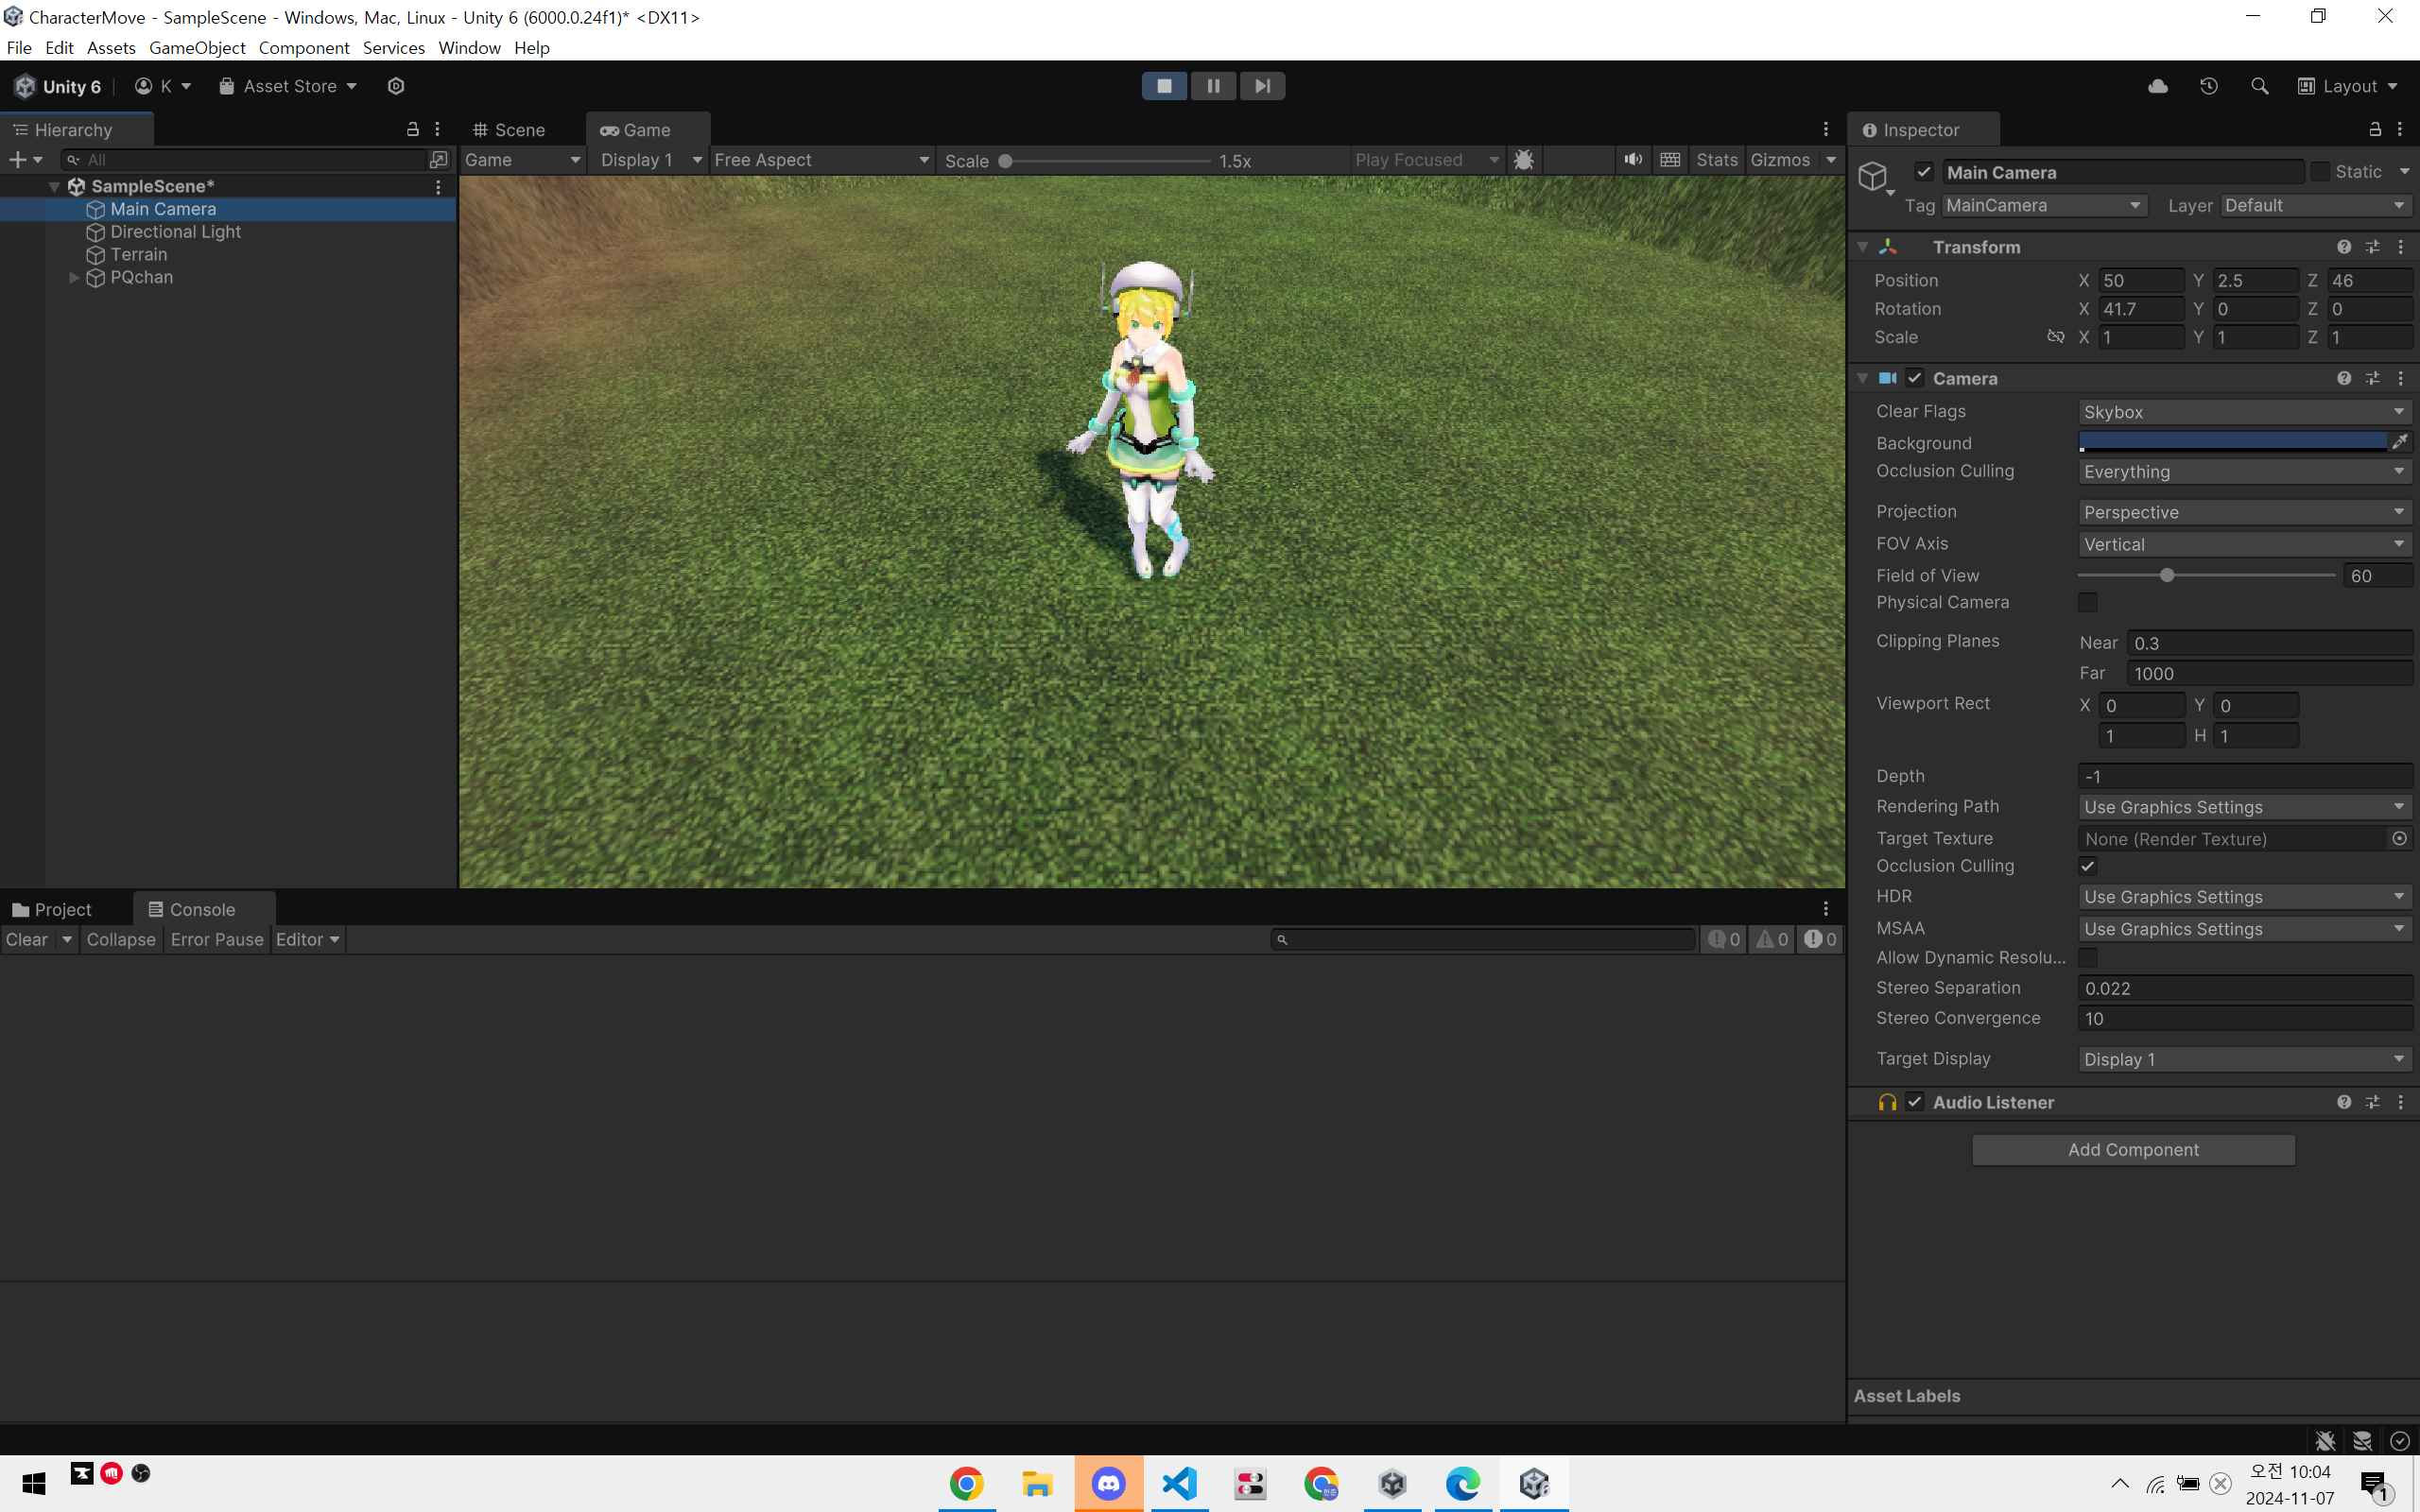 CharacterMove - SampleScene - Windows, Mac, Linux - Unity 6 (6000.0.24f1)* <DX11>
File Edit Assets GameObject Component Services Window Help
Unity 6 K Asset Store Layout
Hierarchy
All
SampleScene*
Main Camera
Directional Light
Terrain
PQchan
Scene Game
Game Display 1 Free Aspect Scale 1.5x Play Focused Stats Gizmos
Project Console
Clear Collapse Error Pause Editor 0 0 0
Inspector
Main Camera Static
Tag MainCamera Layer Default
Transform
Position X 50 Y 2.5 Z 46
Rotation X 41.7 Y 0 Z 0
Scale X 1 Y 1 Z 1
Camera
Clear Flags Skybox
Background
Occlusion Culling Everything
Projection Perspective
FOV Axis Vertical
Field of View 60
Physical Camera
Clipping Planes Near 0.3
Far 1000
Viewport Rect X 0 Y 0
1 H 1
Depth -1
Rendering Path Use Graphics Settings
Target Texture None (Render Texture)
Occlusion Culling
HDR Use Graphics Settings
MSAA Use Graphics Settings
Allow Dynamic Resolu...
Stereo Separation 0.022
Stereo Convergence 10
Target Display Display 1
Audio Listener
Add Component
Asset Labels
오전 10:04
2024-11-07
1